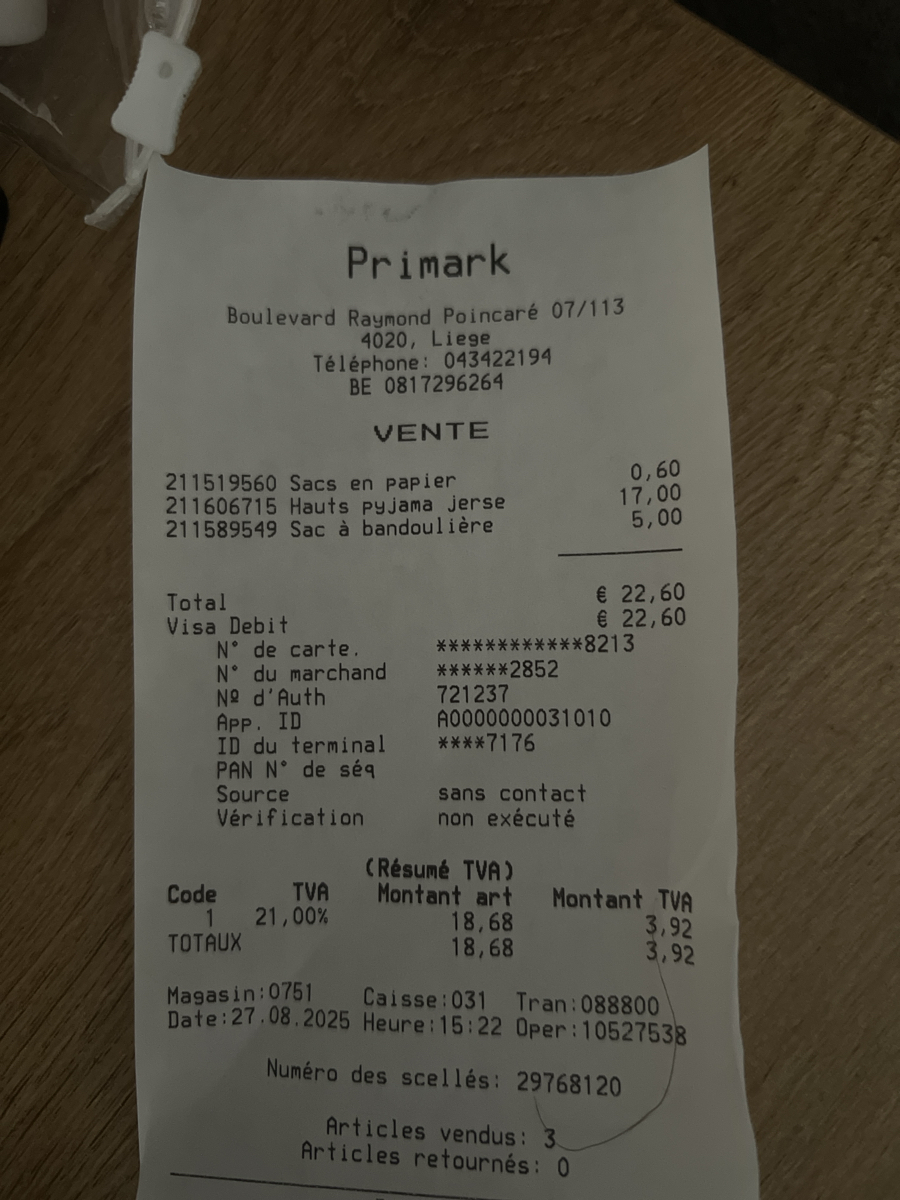 Primark
Boulevard Raymond Poincaré 07/113
4020, Liege
Téléphone: 043422194
BE 0817296264
VENTE
211519560 Sacs en papier 0,60
211606715 Hauts pyjama jerse 17,00
211589549 Sac à bandoulière 5,00
Total € 22,60
Visa Debit € 22,60
N° de carte. ************8213
N° du marchand ******2852
Nº d'Auth 721237
App. ID A0000000031010
ID du terminal ****7176
PAN N° de séq
Source sans contact
Vérification non exécuté
(Résumé TVA)
Code TVA Montant art Montant TVA
1 21,00% 18,68 3,92
TOTAUX 18,68 3,92
Magasin:0751 Caisse:031 Tran:088800
Date:27.08.2025 Heure:15:22 Oper:10527538
Numéro des scellés: 29768120
Articles vendus: 3
Articles retournés: 0